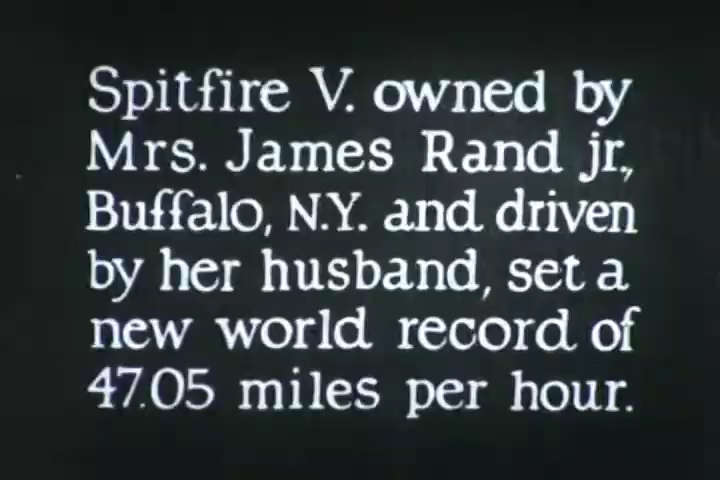 Spitfire V. owned by
Mrs. James Rand jr.,
Buffalo, N.Y. and driven
by her husband, set a
new world record of
47.05 miles per hour.